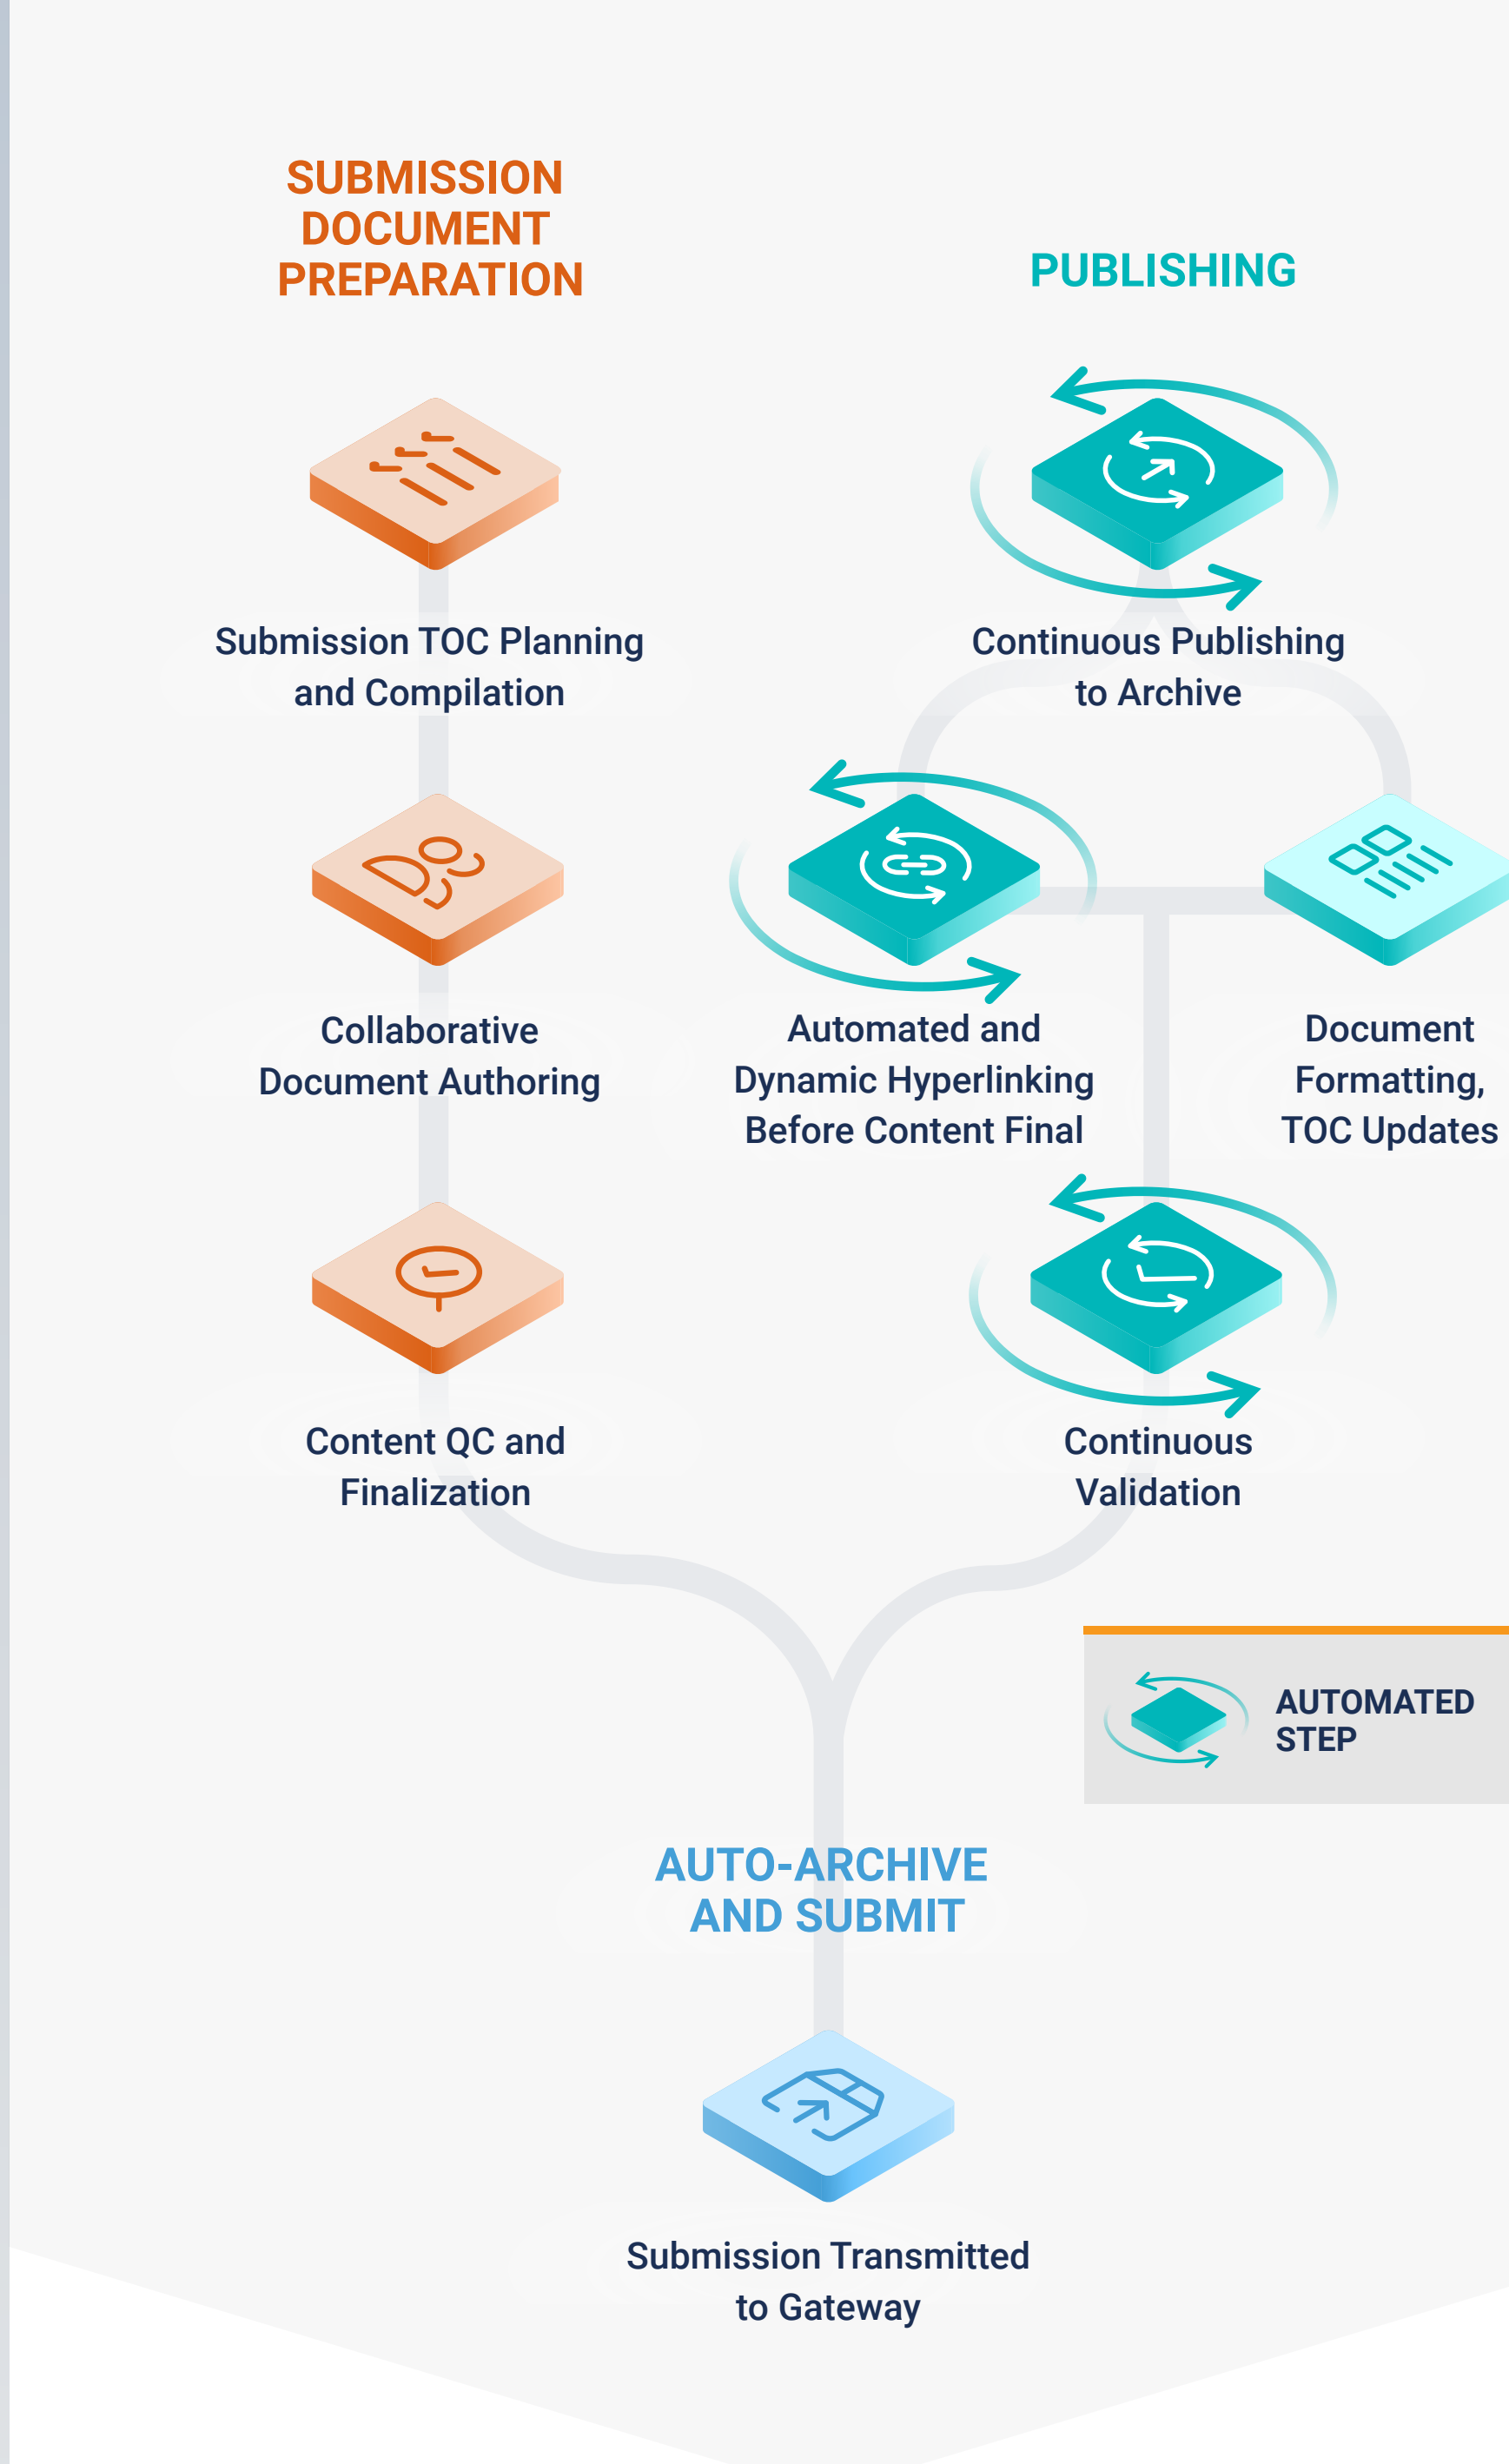 SUBMISSION
DOCUMENT
PREPARATION
Submission TOC Planning
and Compilation
Collaborative
Document Authoring
Content QC and
Finalization
PUBLISHING
Continuous Publishing
to Archive
Automated and
Dynamic Hyperlinking
Before Content Final
Document
Formatting,
TOC Updates
Continuous
Validation
AUTOMATED
STEP
AUTO-ARCHIVE
AND SUBMIT
Submission Transmitted
to Gateway